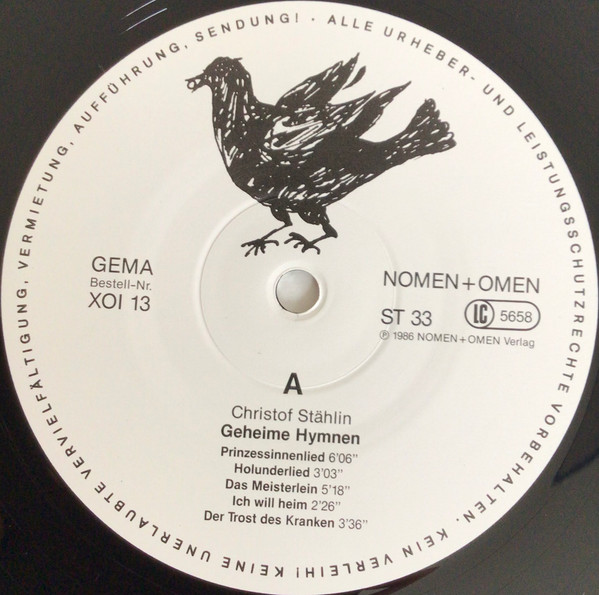 ALLE URHEBER- UND LEISTUNGSSCHUTZRECHTE VORBEHALTEN. KEIN VERLEIH! KEINE UNERLAUBTE VERVIELFÄLTIGUNG, VERMIETUNG, AUFFÜHRUNG, SENDUNG! ·
GEMA
Bestell-Nr.
XOI 13
NOMEN+OMEN
ST 33 LC 5658
℗ 1986 NOMEN+OMEN Verlag
A
Christof Stählin
Geheime Hymnen
Prinzessinnenlied 6'06"
Holunderlied 3'03"
Das Meisterlein 5'18"
Ich will heim 2'26"
Der Trost des Kranken 3'36"